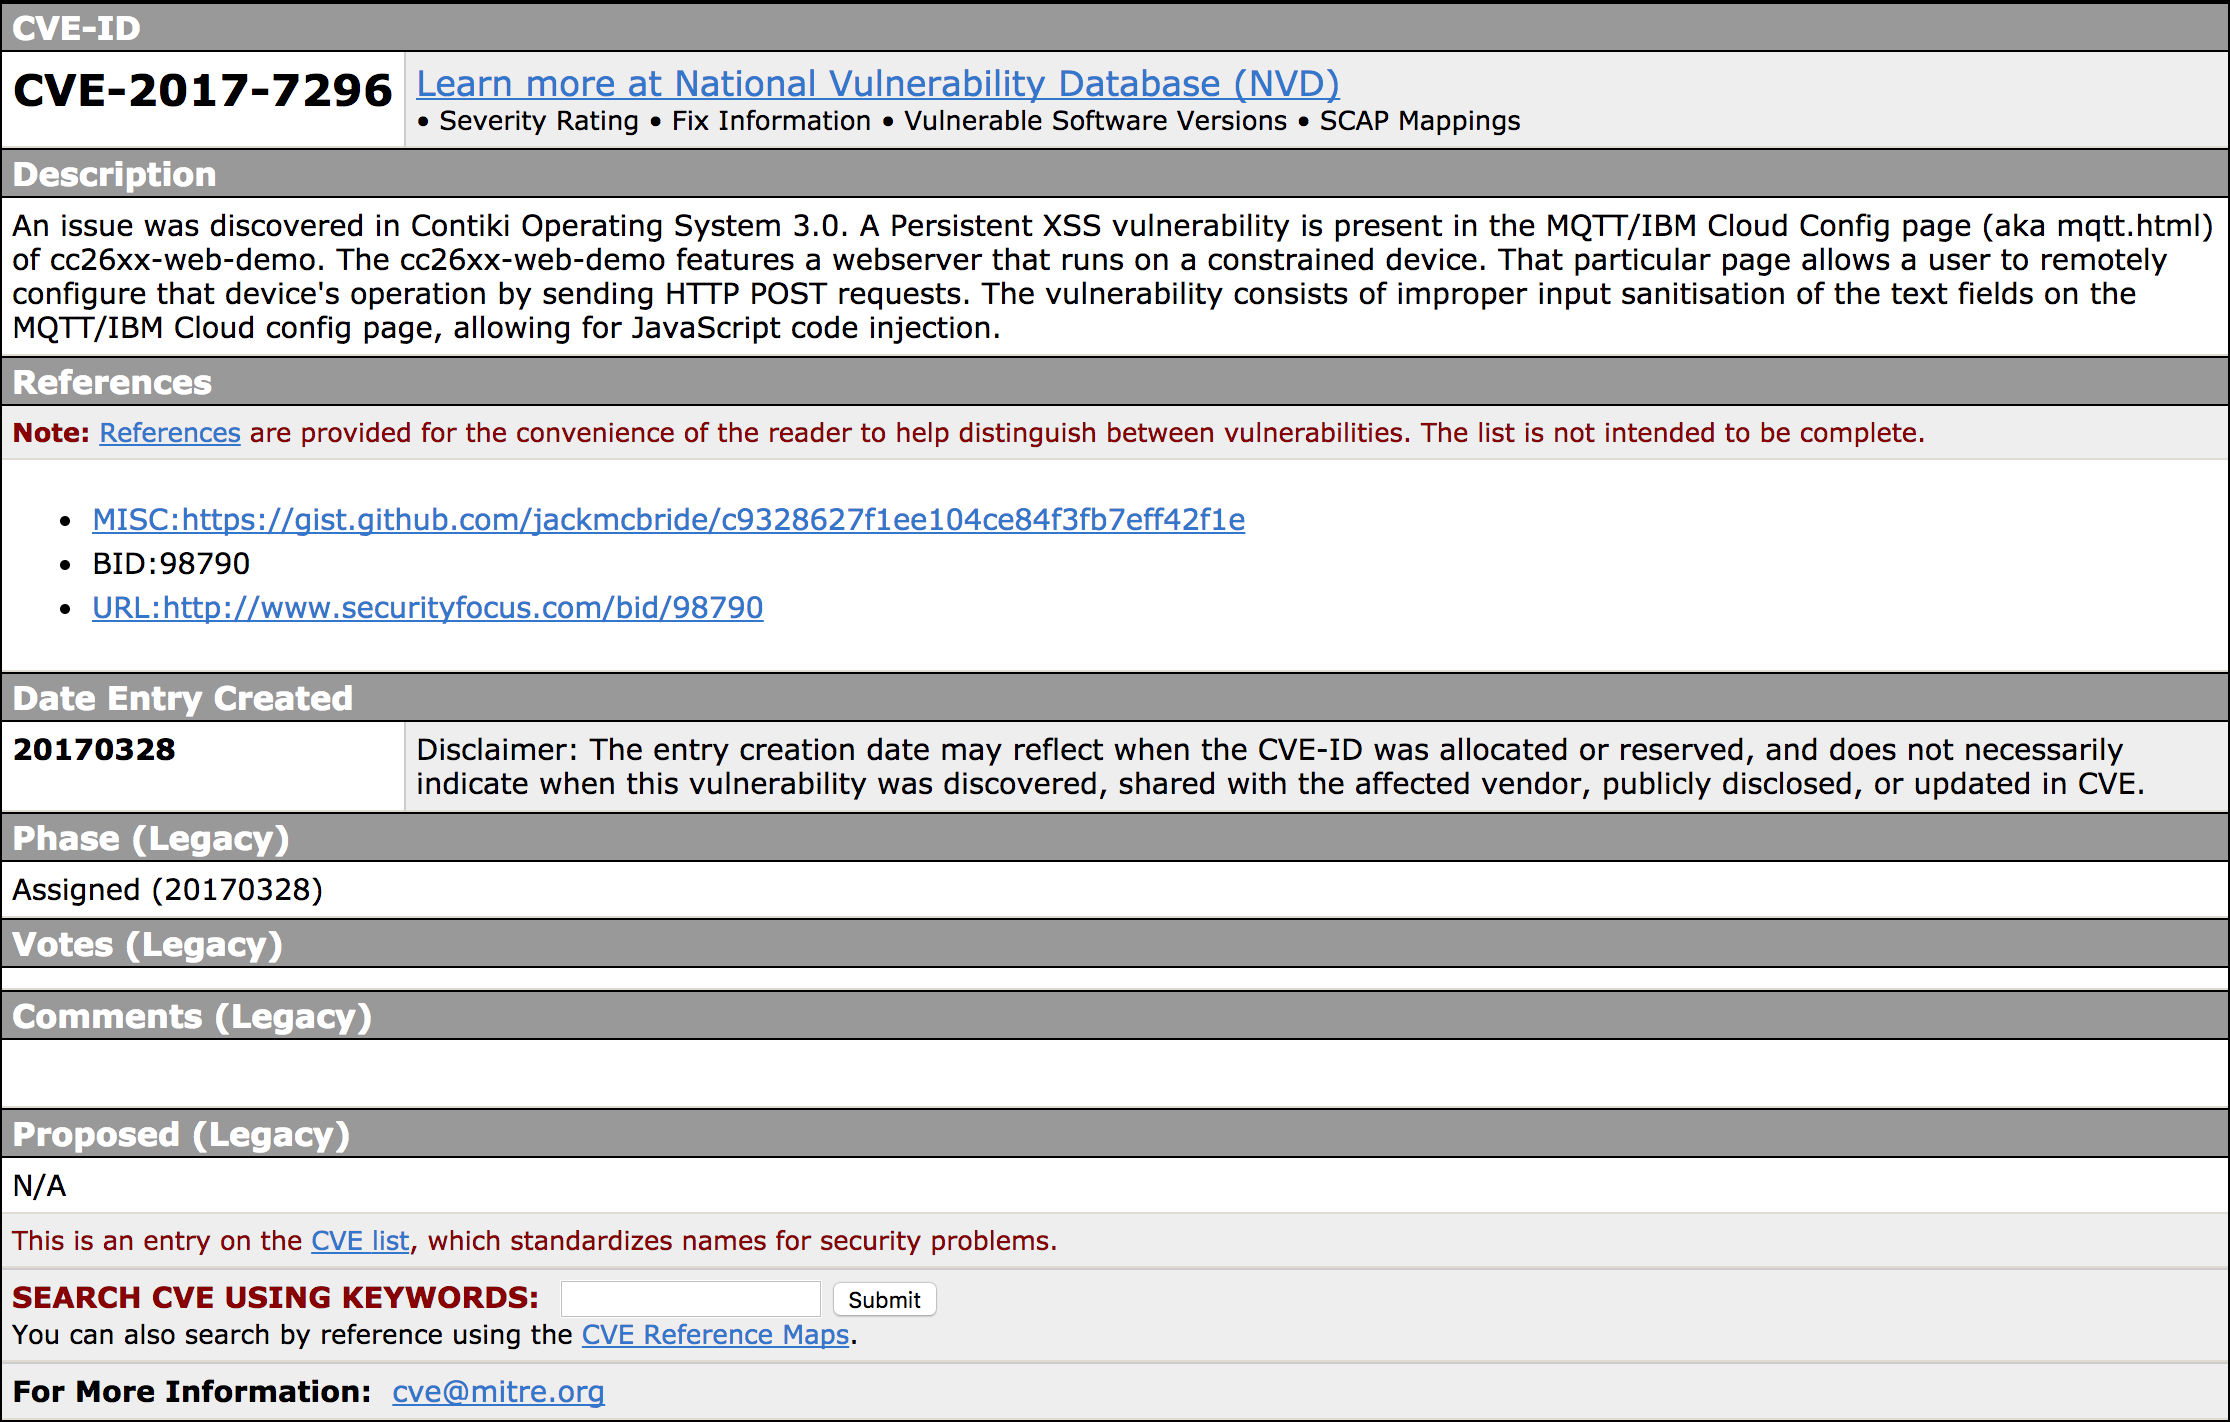 CVE-ID
CVE-2017-7296
Learn more at National Vulnerability Database (NVD)
• Severity Rating • Fix Information • Vulnerable Software Versions • SCAP Mappings
Description
An issue was discovered in Contiki Operating System 3.0. A Persistent XSS vulnerability is present in the MQTT/IBM Cloud Config page (aka mqtt.html)
of cc26xx-web-demo. The cc26xx-web-demo features a webserver that runs on a constrained device. That particular page allows a user to remotely
configure that device's operation by sending HTTP POST requests. The vulnerability consists of improper input sanitisation of the text fields on the
MQTT/IBM Cloud config page, allowing for JavaScript code injection.
References
Note: References are provided for the convenience of the reader to help distinguish between vulnerabilities. The list is not intended to be complete.
• MISC:https://gist.github.com/jackmcbride/c9328627f1ee104ce84f3fb7eff42f1e
• BID:98790
• URL:http://www.securityfocus.com/bid/98790
Date Entry Created
20170328
Disclaimer: The entry creation date may reflect when the CVE-ID was allocated or reserved, and does not necessarily
indicate when this vulnerability was discovered, shared with the affected vendor, publicly disclosed, or updated in CVE.
Phase (Legacy)
Assigned (20170328)
Votes (Legacy)
Comments (Legacy)
Proposed (Legacy)
N/A
This is an entry on the CVE list, which standardizes names for security problems.
SEARCH CVE USING KEYWORDS: Submit
You can also search by reference using the CVE Reference Maps.
For More Information: cve@mitre.org